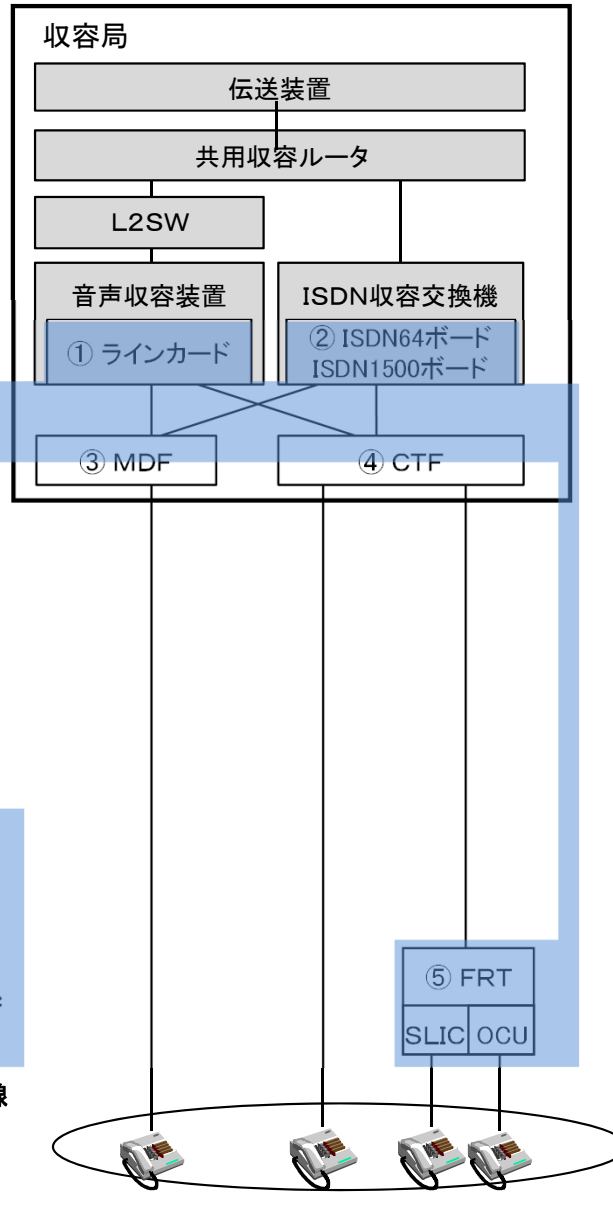 収容局
伝送装置
共用収容ルータ
L2SW
音声収容装置
ISDN収容交換機
① ラインカード
② ISDN64ボード
ISDN1500ボード
③ MDF
④ CTF
⑤ FRT
SLIC
OCU
線